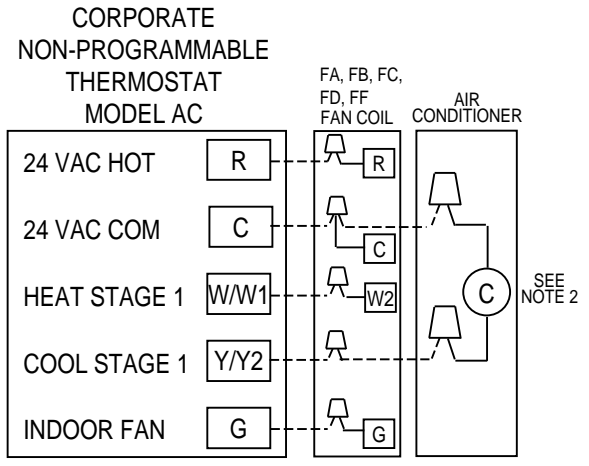 CORPORATE
NON-PROGRAMMABLE
THERMOSTAT
MODEL AC
FA, FB, FC,
FD, FF
FAN COIL
AIR
CONDITIONER
24 VAC HOT R R
24 VAC COM C C
HEAT STAGE 1 W/W1 W2
C SEE
NOTE 2
COOL STAGE 1 Y/Y2
INDOOR FAN G G